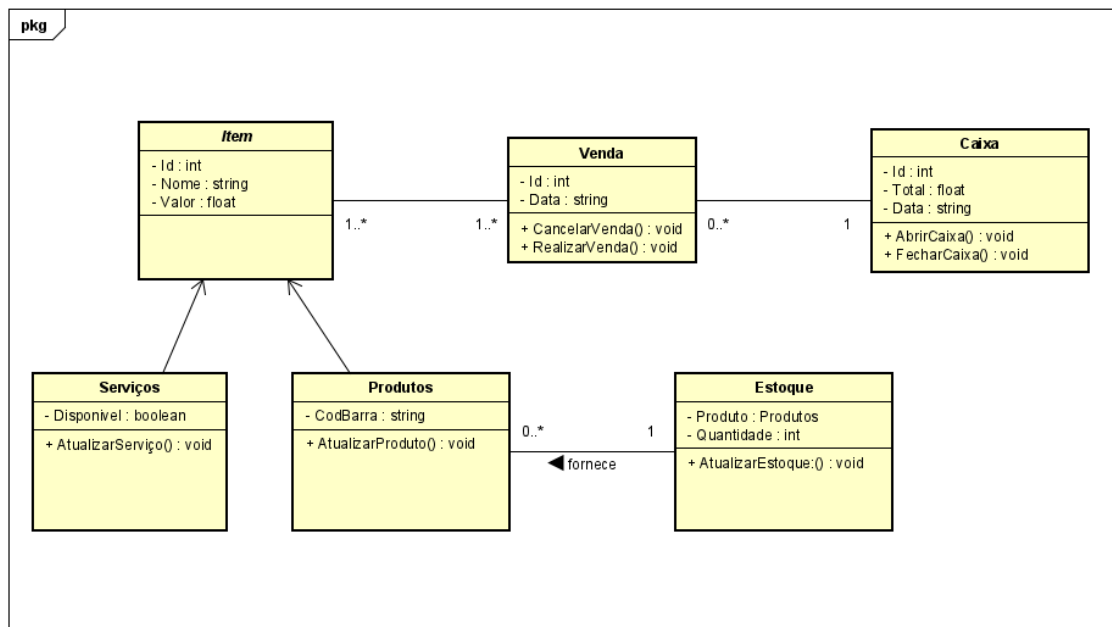 pkg
Item
- Id : int
- Nome : string
- Valor : float
1..*
1..*
Venda
- Id : int
- Data : string
+ CancelarVenda() : void
+ RealizarVenda() : void
0..*
1
Caixa
- Id : int
- Total : float
- Data : string
+ AbrirCaixa() : void
+ FecharCaixa() : void
Serviços
- Disponivel : boolean
+ AtualizarServiço() : void
Produtos
- CodBarra : string
+ AtualizarProduto() : void
0..*
1
fornece
Estoque
- Produto : Produtos
- Quantidade : int
+ AtualizarEstoque:() : void